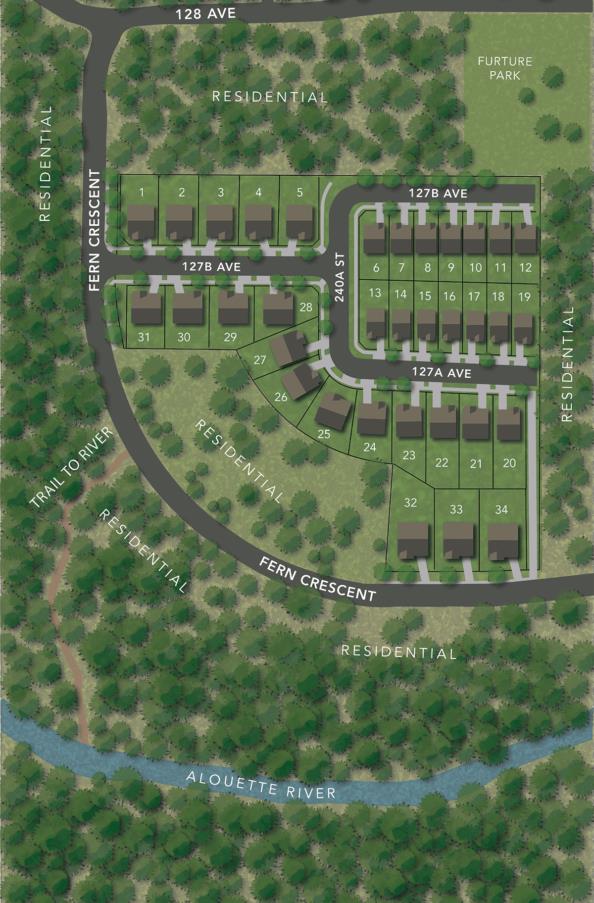 128 AVE
FURTURE
PARK
RESIDENTIAL
RESIDENTIAL
FERN CRESCENT
1 2 3 4 5
127B AVE
127B AVE
240A ST
6 7 8 9 10 11 12
13 14 15 16 17 18 19
28
31 30 29
27
26
25
24
23
22 21 20
127A AVE
RESIDENTIAL
32 33 34
RESIDENTIAL
TRAIL TO RIVER
RESIDENTIAL
FERN CRESCENT
RESIDENTIAL
ALOUETTE RIVER